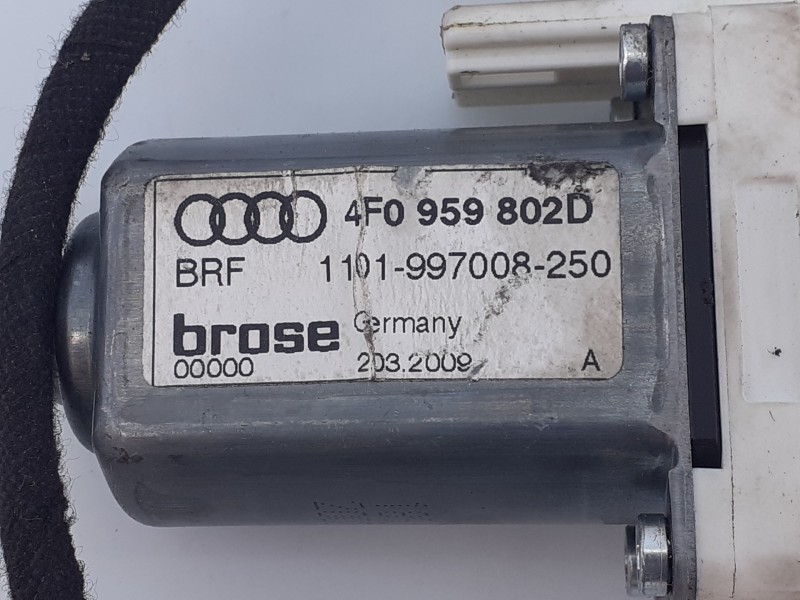 4F0 959 802D
BRF 1101-997008-250
brose Germany
00000 203.2009 A